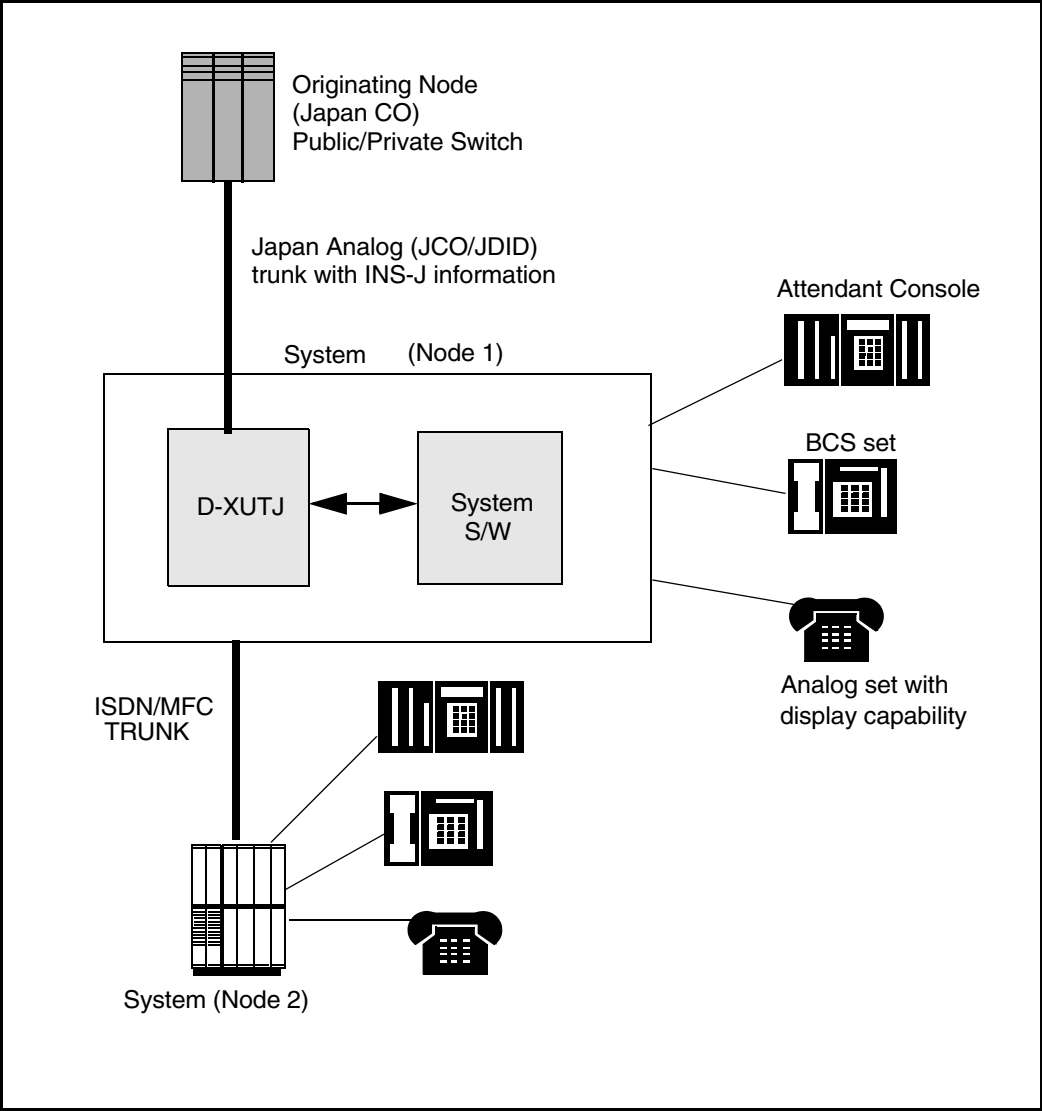 Originating Node
(Japan CO)
Public/Private Switch
Japan Analog (JCO/JDID)
trunk with INS-J information
Attendant Console
System (Node 1)
BCS set
D-XUTJ
System
S/W
Analog set with
display capability
ISDN/MFC
TRUNK
System (Node 2)